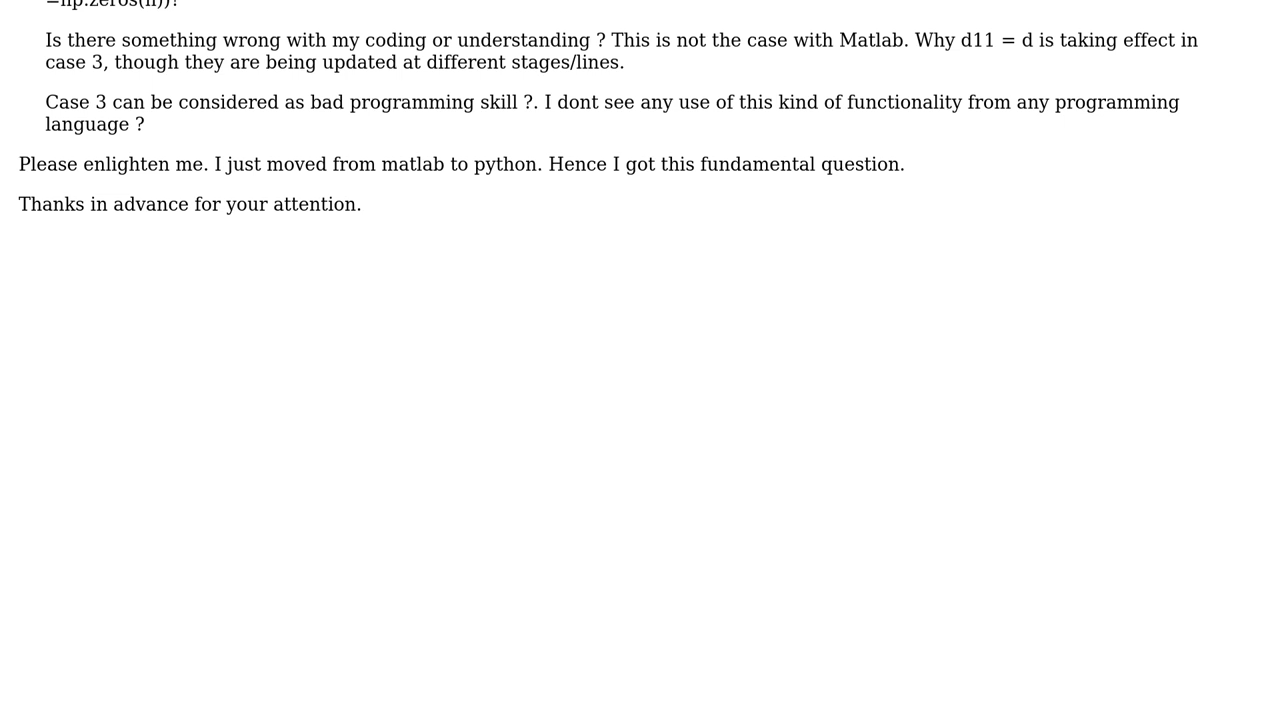 =np.zeros(n))?
Is there something wrong with my coding or understanding ? This is not the case with Matlab. Why d11 = d is taking effect in
case 3, though they are being updated at different stages/lines.
Case 3 can be considered as bad programming skill ?. I dont see any use of this kind of functionality from any programming
language ?
Please enlighten me. I just moved from matlab to python. Hence I got this fundamental question.
Thanks in advance for your attention.